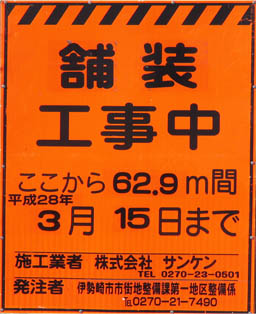 舗装
工事中
ここから62.9m間
平成28年
3月 15日まで
施工業者 株式会社 サンケン
TEL 0270-23-0501
発注者 伊勢崎市市街地整備課第一地区整備係
℡0270-21-7490